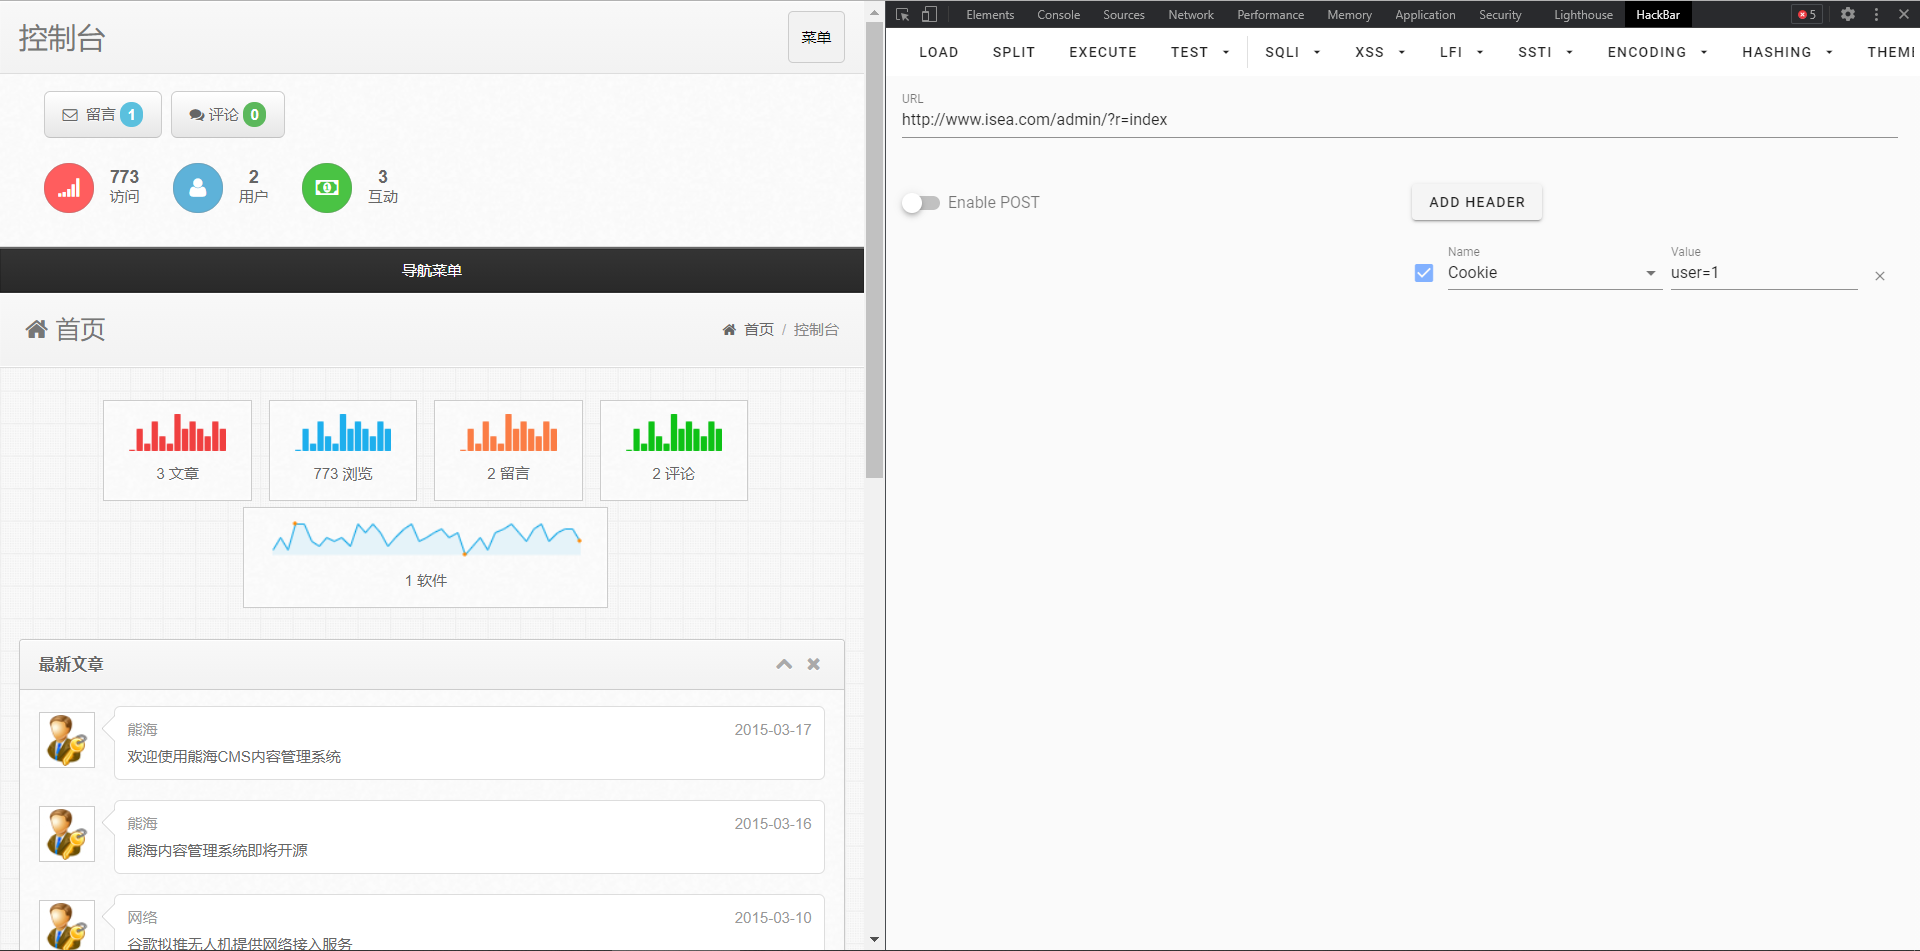 控制台
菜单
留言 1
评论 0
773
访问
2
用户
3
互动
导航菜单
首页
首页 / 控制台
3 文章
773 浏览
2 留言
2 评论
1 软件
最新文章
熊海
2015-03-17
欢迎使用熊海CMS内容管理系统
熊海
2015-03-16
熊海内容管理系统即将开源
网络
2015-03-10
谷歌拟推无人机提供网络接入服务
Elements Console Sources Network Performance Memory Application Security Lighthouse HackBar 5
LOAD SPLIT EXECUTE TEST SQLI XSS LFI SSTI ENCODING HASHING THEME
URL
http://www.isea.com/admin/?r=index
Enable POST
ADD HEADER
Name
Cookie
Value
user=1